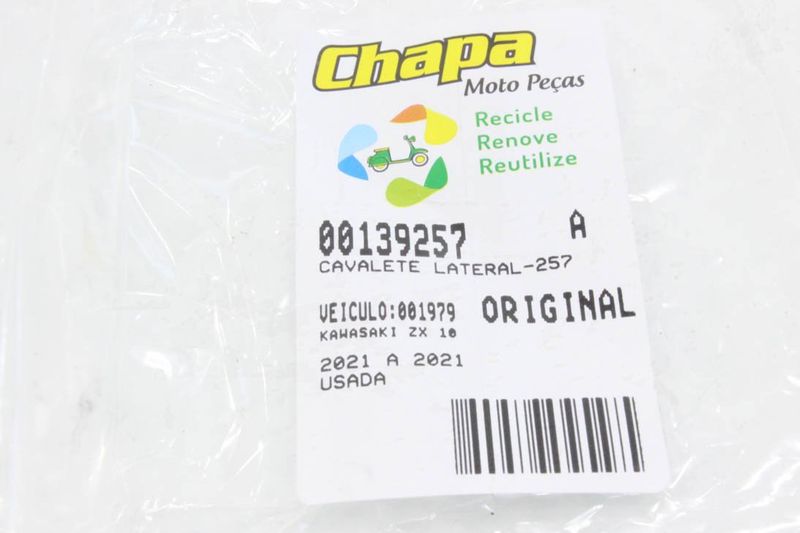 Chapa
Moto Peças
Recicle
Renove
Reutilize
00139257 A
CAVALETE LATERAL-257
VEICULO:001979 ORIGINAL
KAWASAKI ZX 10
2021 A 2021
USADA